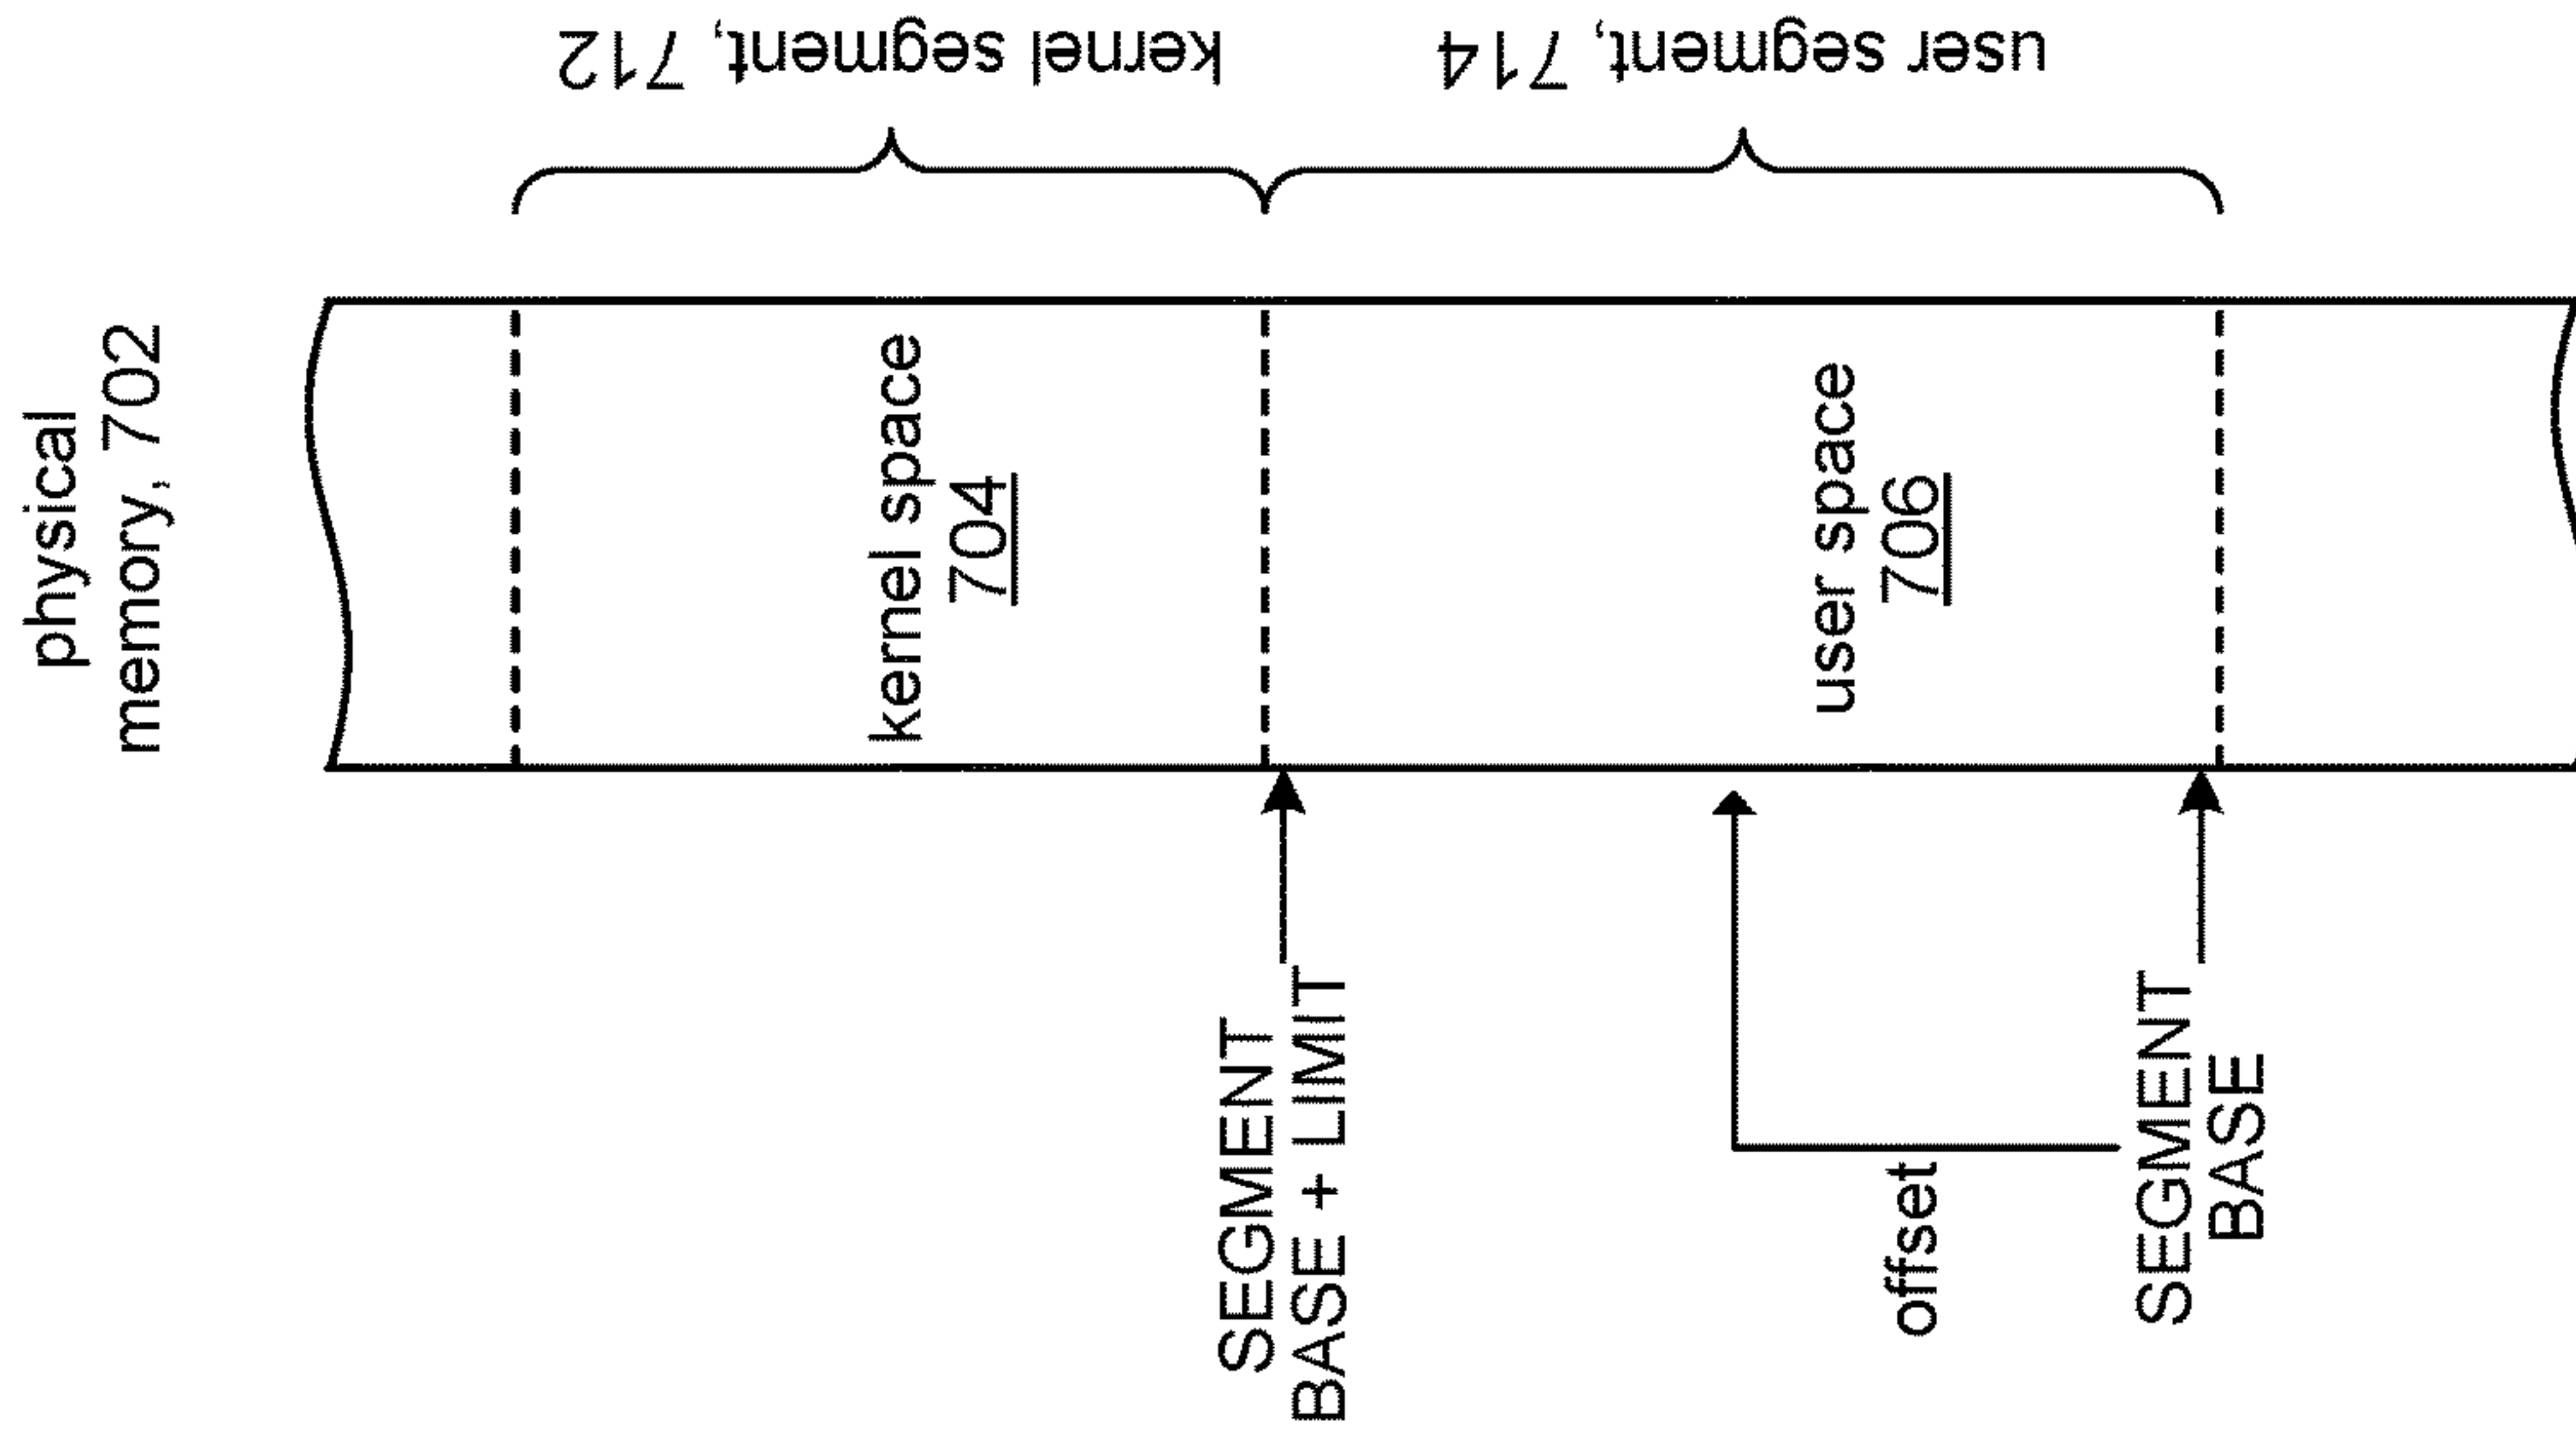 physical
memory, 702
kernel segment, 712
user segment, 714
kernel space
704
user space
706
SEGMENT
BASE + LIMIT
offset
SEGMENT
BASE